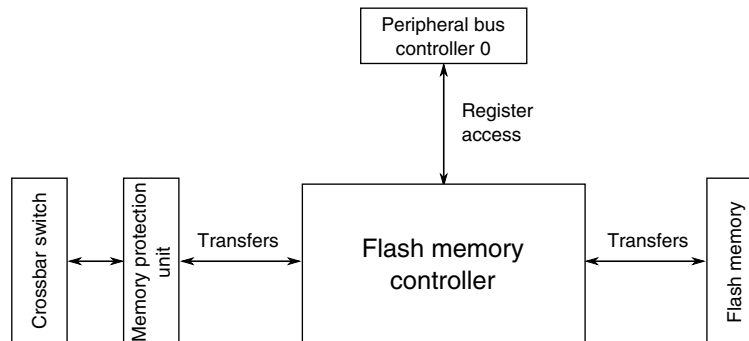 Peripheral bus
controller 0
Register
access
Crossbar switch
Memory protection
unit
Transfers
Flash memory
controller
Transfers
Flash memory